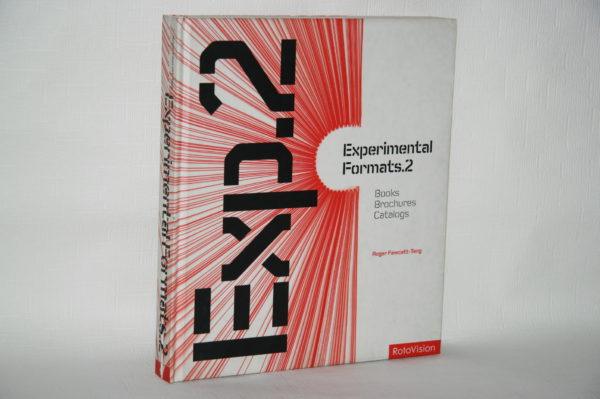 Experimental Formats.2
Exp.2
Experimental
Formats.2
Books
Brochures
Catalogs
Roger Fawcett-Tang
RotoVision